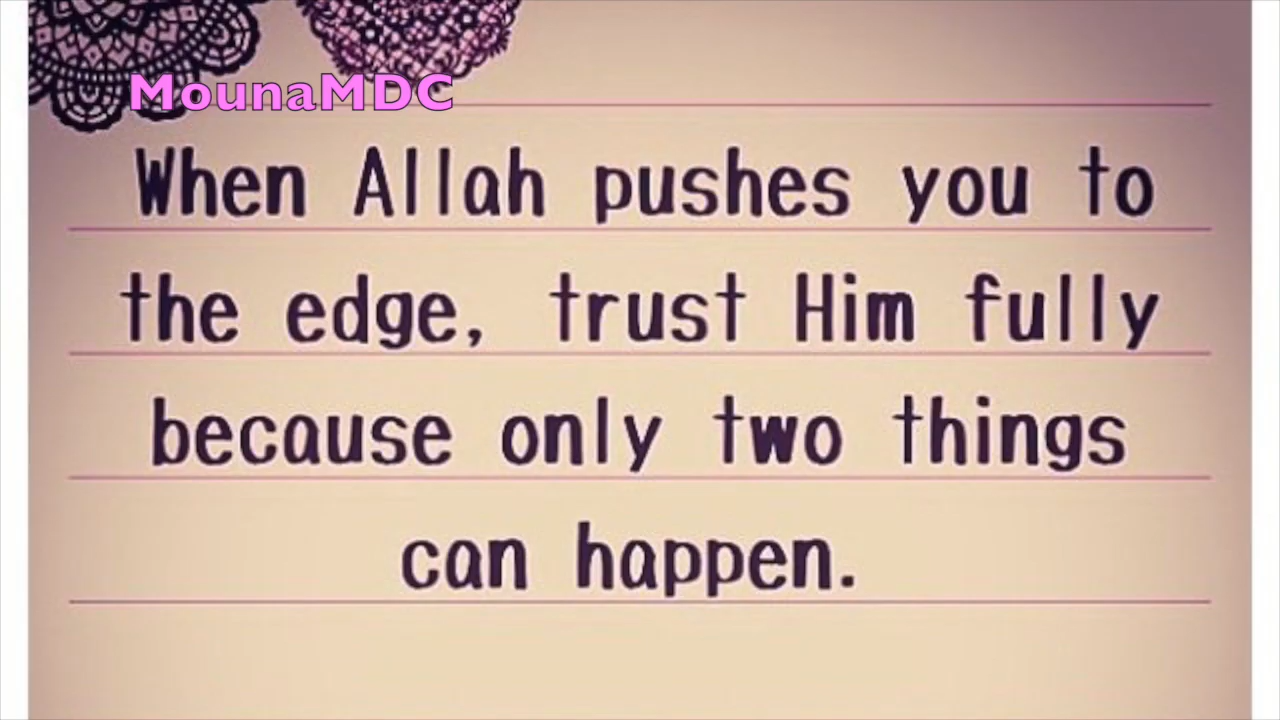 MounaMDC
When Allah pushes you to
the edge, trust Him fully
because only two things
can happen.